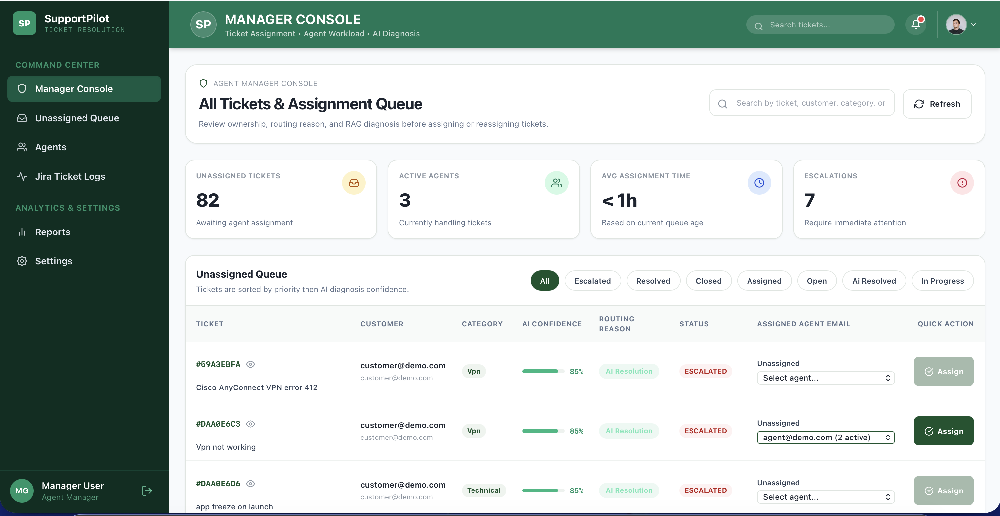 SP
SupportPilot
TICKET RESOLUTION
COMMAND CENTER
Manager Console
Unassigned Queue
Agents
Jira Ticket Logs
ANALYTICS & SETTINGS
Reports
Settings
MG
Manager User
Agent Manager
SP
MANAGER CONSOLE
Ticket Assignment • Agent Workload • AI Diagnosis
Search tickets...
AGENT MANAGER CONSOLE
All Tickets & Assignment Queue
Review ownership, routing reason, and RAG diagnosis before assigning or reassigning tickets.
Search by ticket, customer, category, or
Refresh
UNASSIGNED TICKETS
82
Awaiting agent assignment
ACTIVE AGENTS
3
Currently handling tickets
AVG ASSIGNMENT TIME
< 1h
Based on current queue age
ESCALATIONS
7
Require immediate attention
Unassigned Queue
Tickets are sorted by priority then AI diagnosis confidence.
All Escalated Resolved Closed Assigned Open Ai Resolved In Progress
TICKET CUSTOMER CATEGORY AI CONFIDENCE ROUTING REASON STATUS ASSIGNED AGENT EMAIL QUICK ACTION
#59A3EBFA
Cisco AnyConnect VPN error 412
customer@demo.com
customer@demo.com
Vpn
85%
AI Resolution
ESCALATED
Unassigned
Select agent...
Assign
#DAA0E6C3
Vpn not working
customer@demo.com
customer@demo.com
Vpn
85%
AI Resolution
ESCALATED
Unassigned
agent@demo.com (2 active)
Assign
#DAA0E6D6
app freeze on launch
customer@demo.com
customer@demo.com
Technical
85%
AI Resolution
ESCALATED
Unassigned
Select agent...
Assign